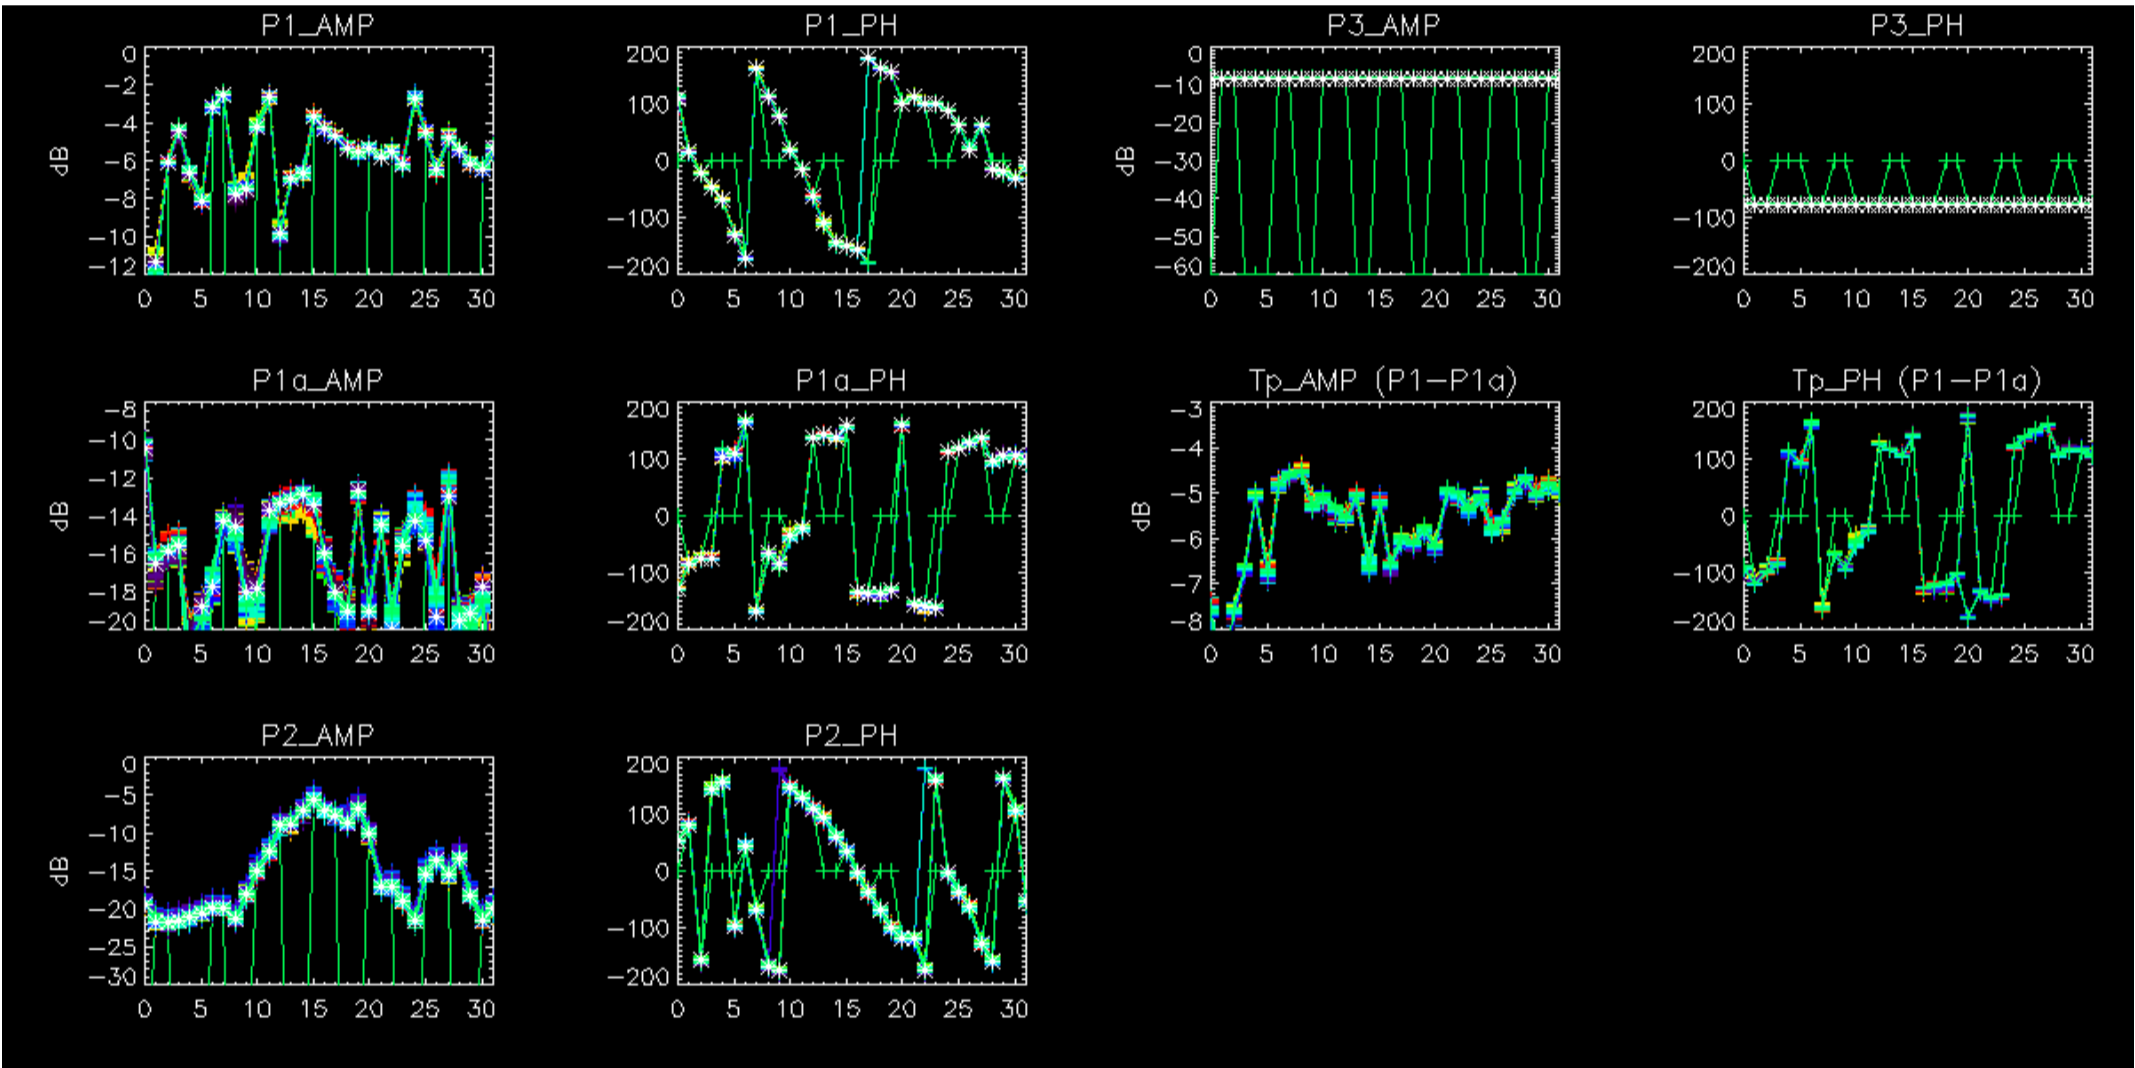 P1_AMP
dB
0
−2
−4
−6
−8
−10
−12
0 5 10 15 20 25 30
P1_PH
200
100
0
−100
−200
0 5 10 15 20 25 30
P3_AMP
dB
0
−10
−20
−30
−40
−50
−60
0 5 10 15 20 25 30
P3_PH
200
100
0
−100
−200
0 5 10 15 20 25 30
P1a_AMP
dB
−8
−10
−12
−14
−16
−18
−20
0 5 10 15 20 25 30
P1a_PH
200
100
0
−100
−200
0 5 10 15 20 25 30
Tp_AMP (P1−P1a)
dB
−3
−4
−5
−6
−7
−8
0 5 10 15 20 25 30
Tp_PH (P1−P1a)
200
100
0
−100
−200
0 5 10 15 20 25 30
P2_AMP
dB
0
−5
−10
−15
−20
−25
−30
0 5 10 15 20 25 30
P2_PH
200
100
0
−100
−200
0 5 10 15 20 25 30